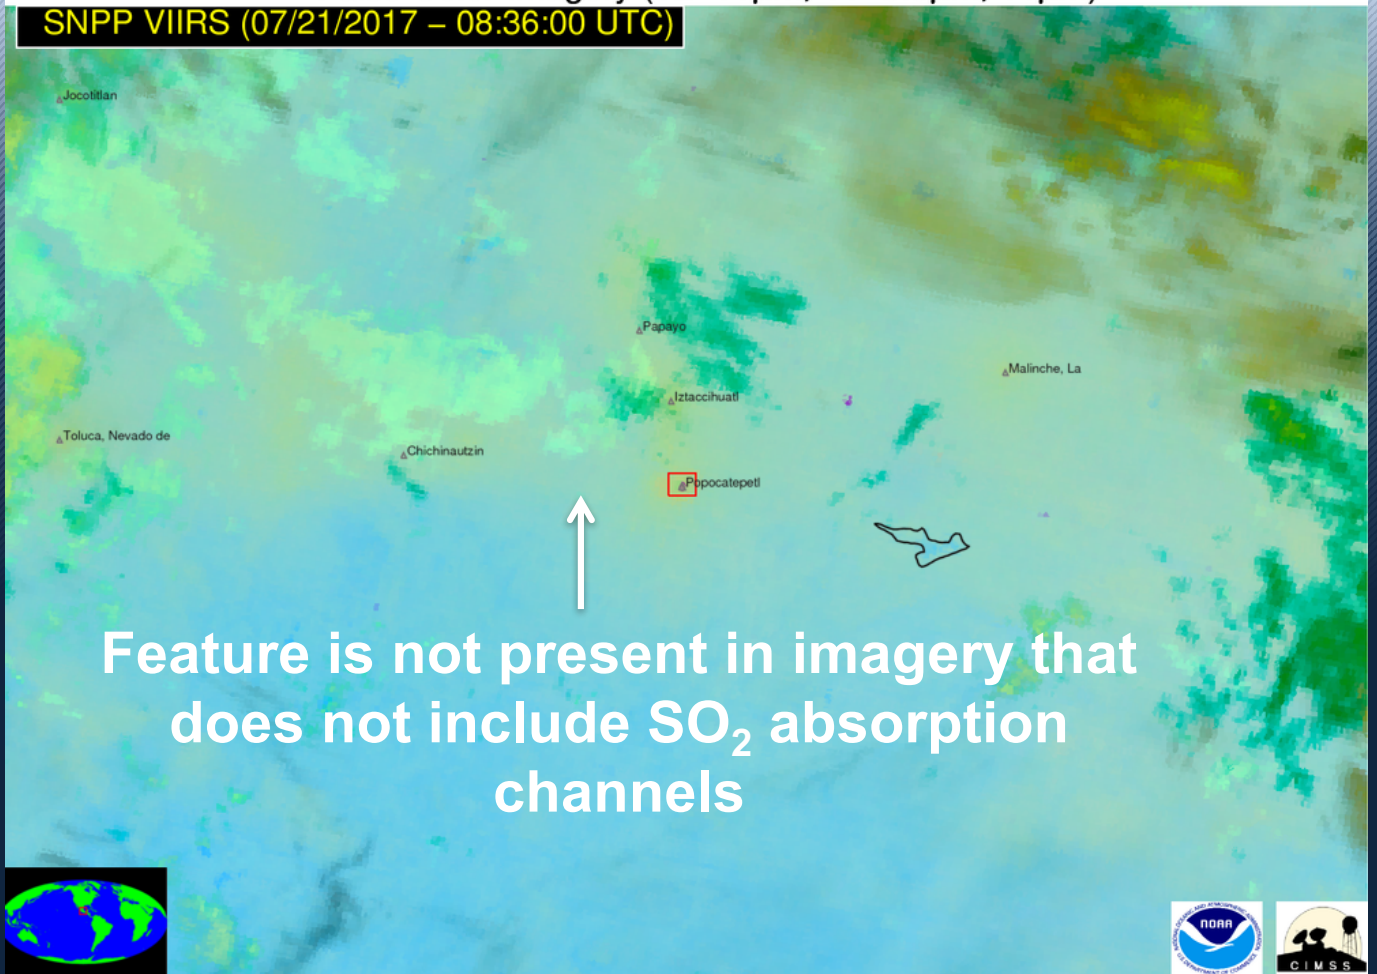 SNPP VIIRS (07/21/2017 – 08:36:00 UTC)
Jocotitlan
Papayo
Malinche, La
Iztaccihuatl
Toluca, Nevado de
Chichinautzin
Popocatepetl
Feature is not present in imagery that
does not include SO₂ absorption
channels
NOAA
CIMSS